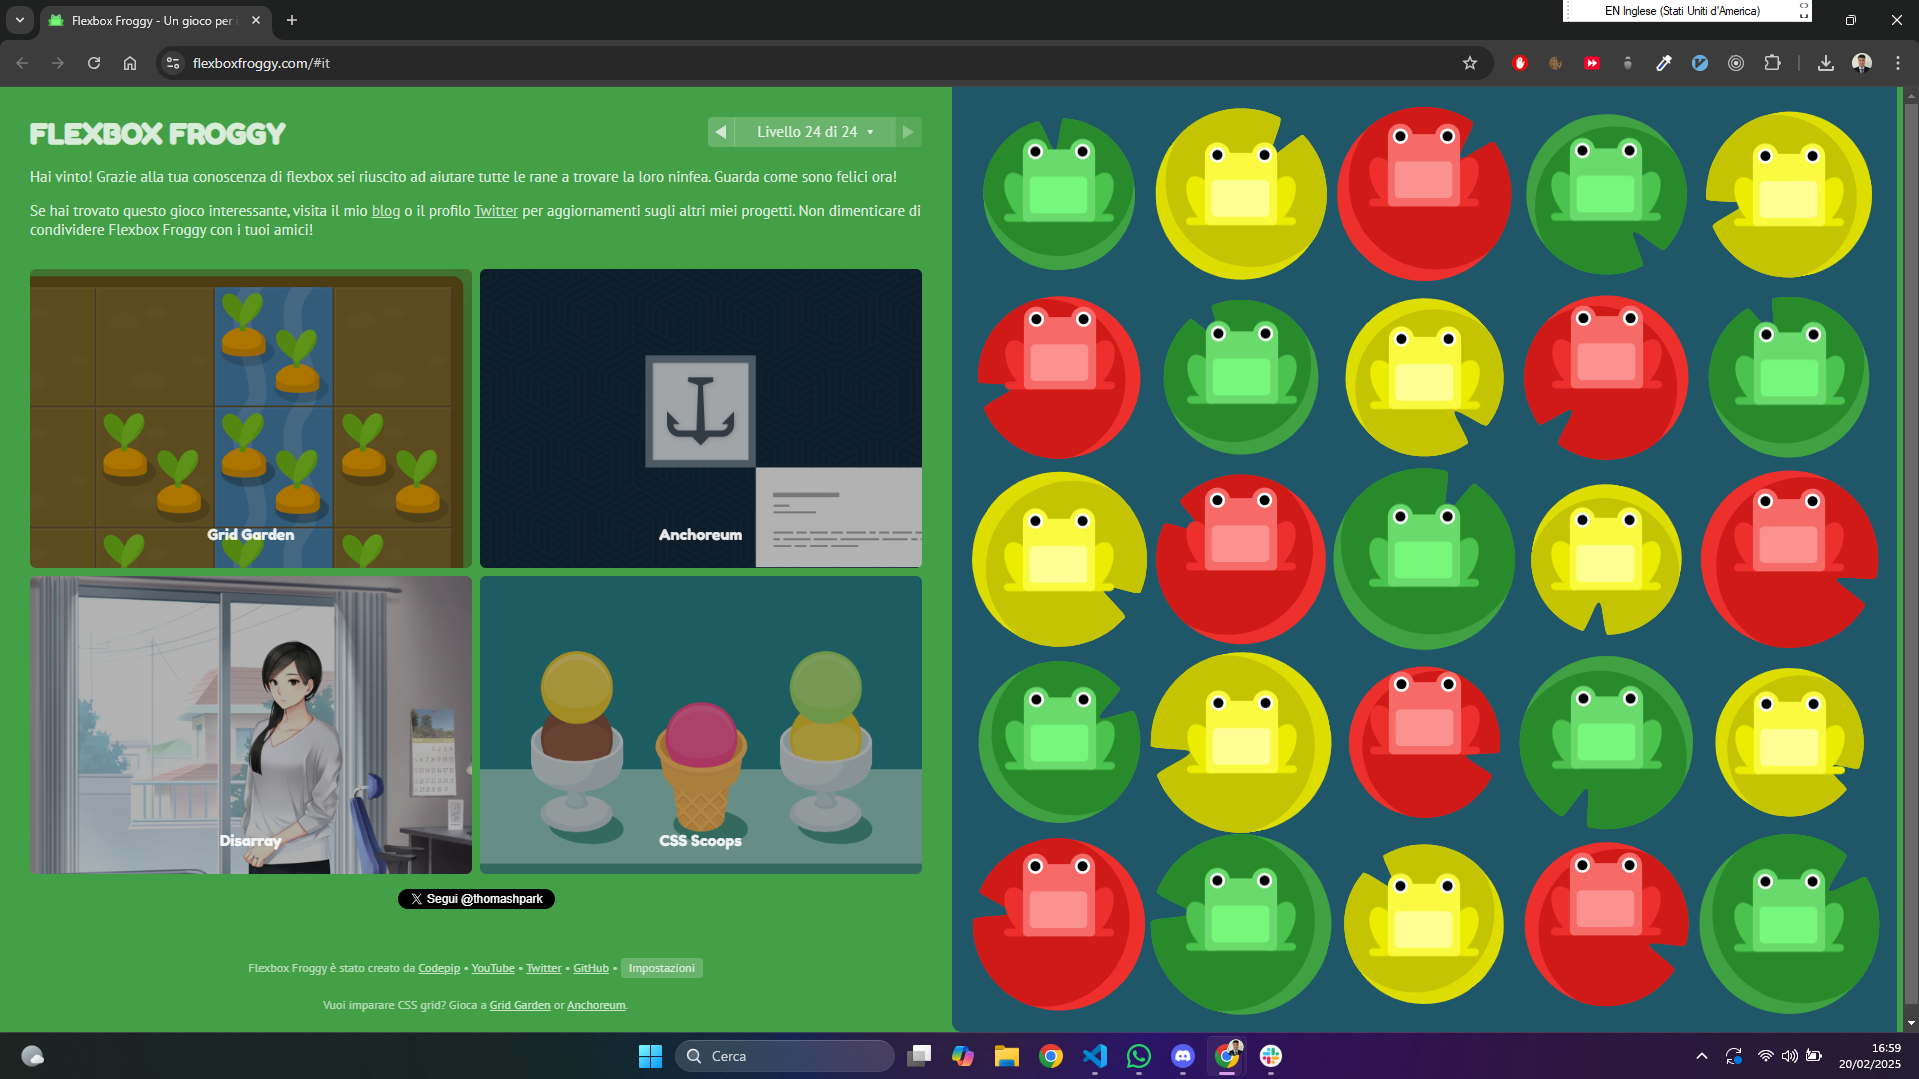 Flexbox Froggy - Un gioco per i
EN Inglese (Stati Uniti d'America)
flexboxfroggy.com/#it
FLEXBOX FROGGY
Livello 24 di 24
Hai vinto! Grazie alla tua conoscenza di flexbox sei riuscito ad aiutare tutte le rane a trovare la loro ninfea. Guarda come sono felici ora!
Se hai trovato questo gioco interessante, visita il mio blog o il profilo Twitter per aggiornamenti sugli altri miei progetti. Non dimenticare di
condividere Flexbox Froggy con i tuoi amici!
Grid Garden
Anchoreum
Disarray
CSS Scoops
Segui @thomashpark
Flexbox Froggy è stato creato da Codepip • YouTube • Twitter • GitHub • Impostazioni
Vuoi imparare CSS grid? Gioca a Grid Garden or Anchoreum.
Cerca
16:59
20/02/2025